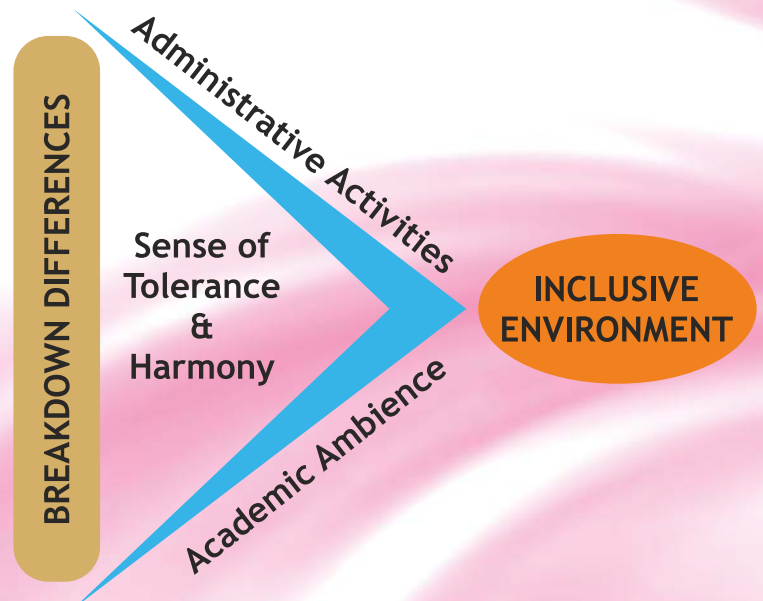 BREAKDOWN DIFFERENCES
Administrative Activities
Sense of
Tolerance
&
Harmony
Academic Ambience
INCLUSIVE
ENVIRONMENT